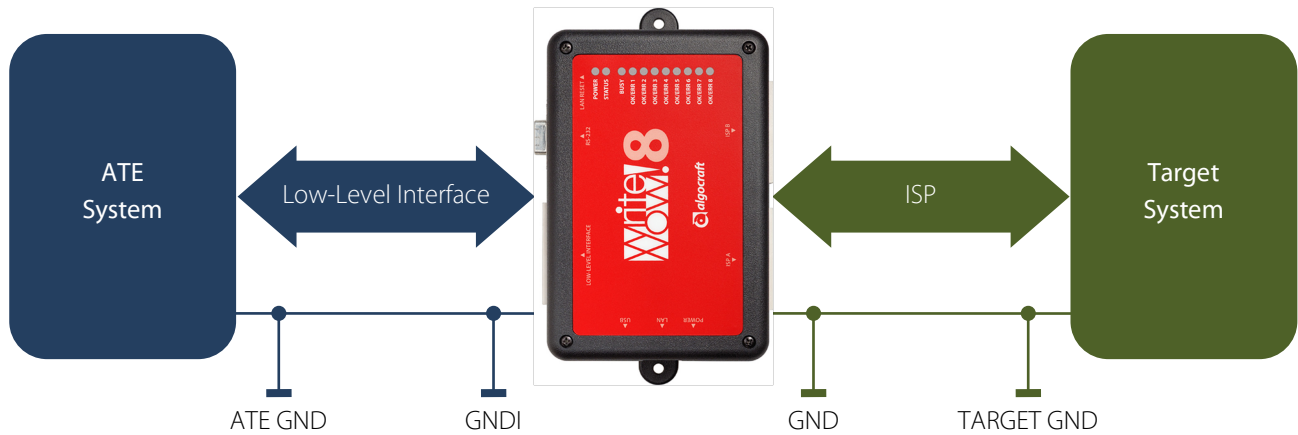 ATE
System
Low-Level Interface
LAN RESET
POWER
STATUS
BUSY
OK/ERR 1
OK/ERR 2
OK/ERR 3
OK/ERR 4
OK/ERR 5
OK/ERR 6
OK/ERR 7
OK/ERR 8
RS-232
ISP B
WriteNow! 8
algocraft
LOW-LEVEL INTERFACE
ISP A
USB
LAN
POWER
ISP
Target
System
ATE GND
GNDI
GND
TARGET GND